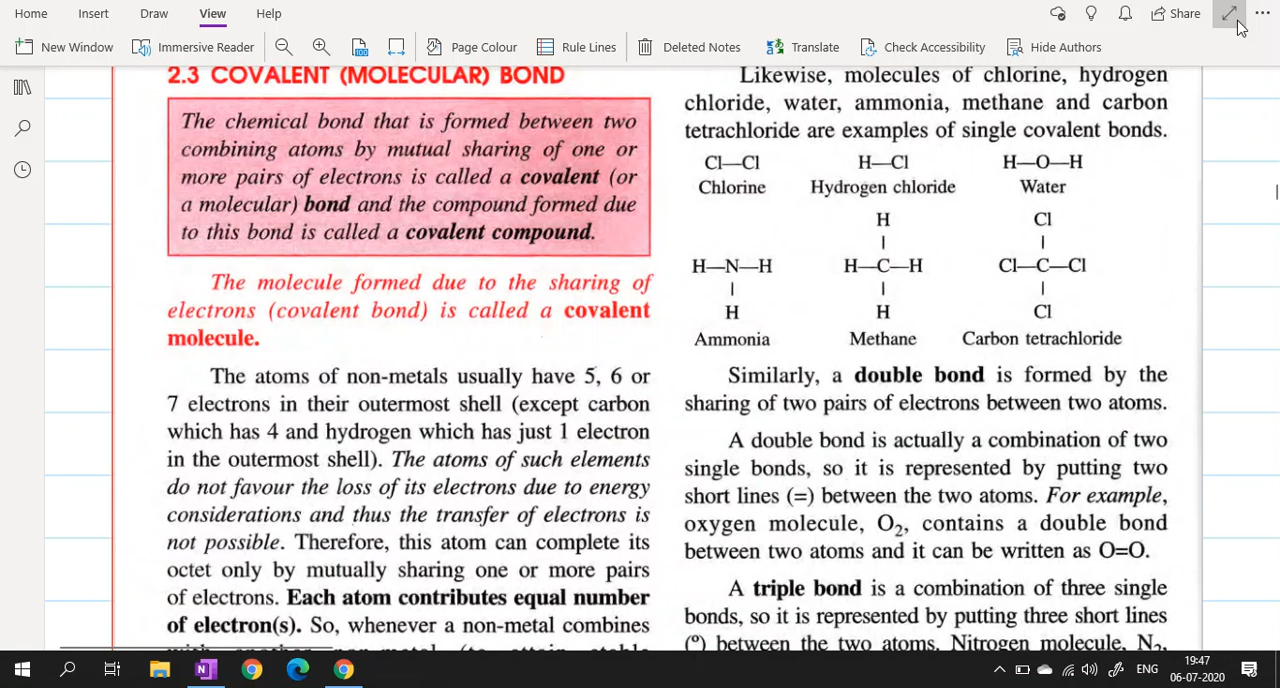 Home Insert Draw View Help
Share
New Window Immersive Reader Page Colour Rule Lines Deleted Notes Translate Check Accessibility Hide Authors
2.3 COVALENT (MOLECULAR) BOND
The chemical bond that is formed between two
combining atoms by mutual sharing of one or
more pairs of electrons is called a covalent (or
a molecular) bond and the compound formed due
to this bond is called a covalent compound.
The molecule formed due to the sharing of
electrons (covalent bond) is called a covalent
molecule.
The atoms of non-metals usually have 5, 6 or
7 electrons in their outermost shell (except carbon
which has 4 and hydrogen which has just 1 electron
in the outermost shell). The atoms of such elements
do not favour the loss of its electrons due to energy
considerations and thus the transfer of electrons is
not possible. Therefore, this atom can complete its
octet only by mutually sharing one or more pairs
of electrons. Each atom contributes equal number
of electron(s). So, whenever a non-metal combines
with another non-metal (to attain stable
Likewise, molecules of chlorine, hydrogen
chloride, water, ammonia, methane and carbon
tetrachloride are examples of single covalent bonds.
Cl—Cl H—Cl H—O—H
Chlorine Hydrogen chloride Water
H Cl
| |
H—N—H H—C—H Cl—C—Cl
| | |
H H Cl
Ammonia Methane Carbon tetrachloride
Similarly, a double bond is formed by the
sharing of two pairs of electrons between two atoms.
A double bond is actually a combination of two
single bonds, so it is represented by putting two
short lines (=) between the two atoms. For example,
oxygen molecule, O₂, contains a double bond
between two atoms and it can be written as O=O.
A triple bond is a combination of three single
bonds, so it is represented by putting three short lines
(º) between the two atoms. Nitrogen molecule, N₂,
ENG
19:47
06-07-2020